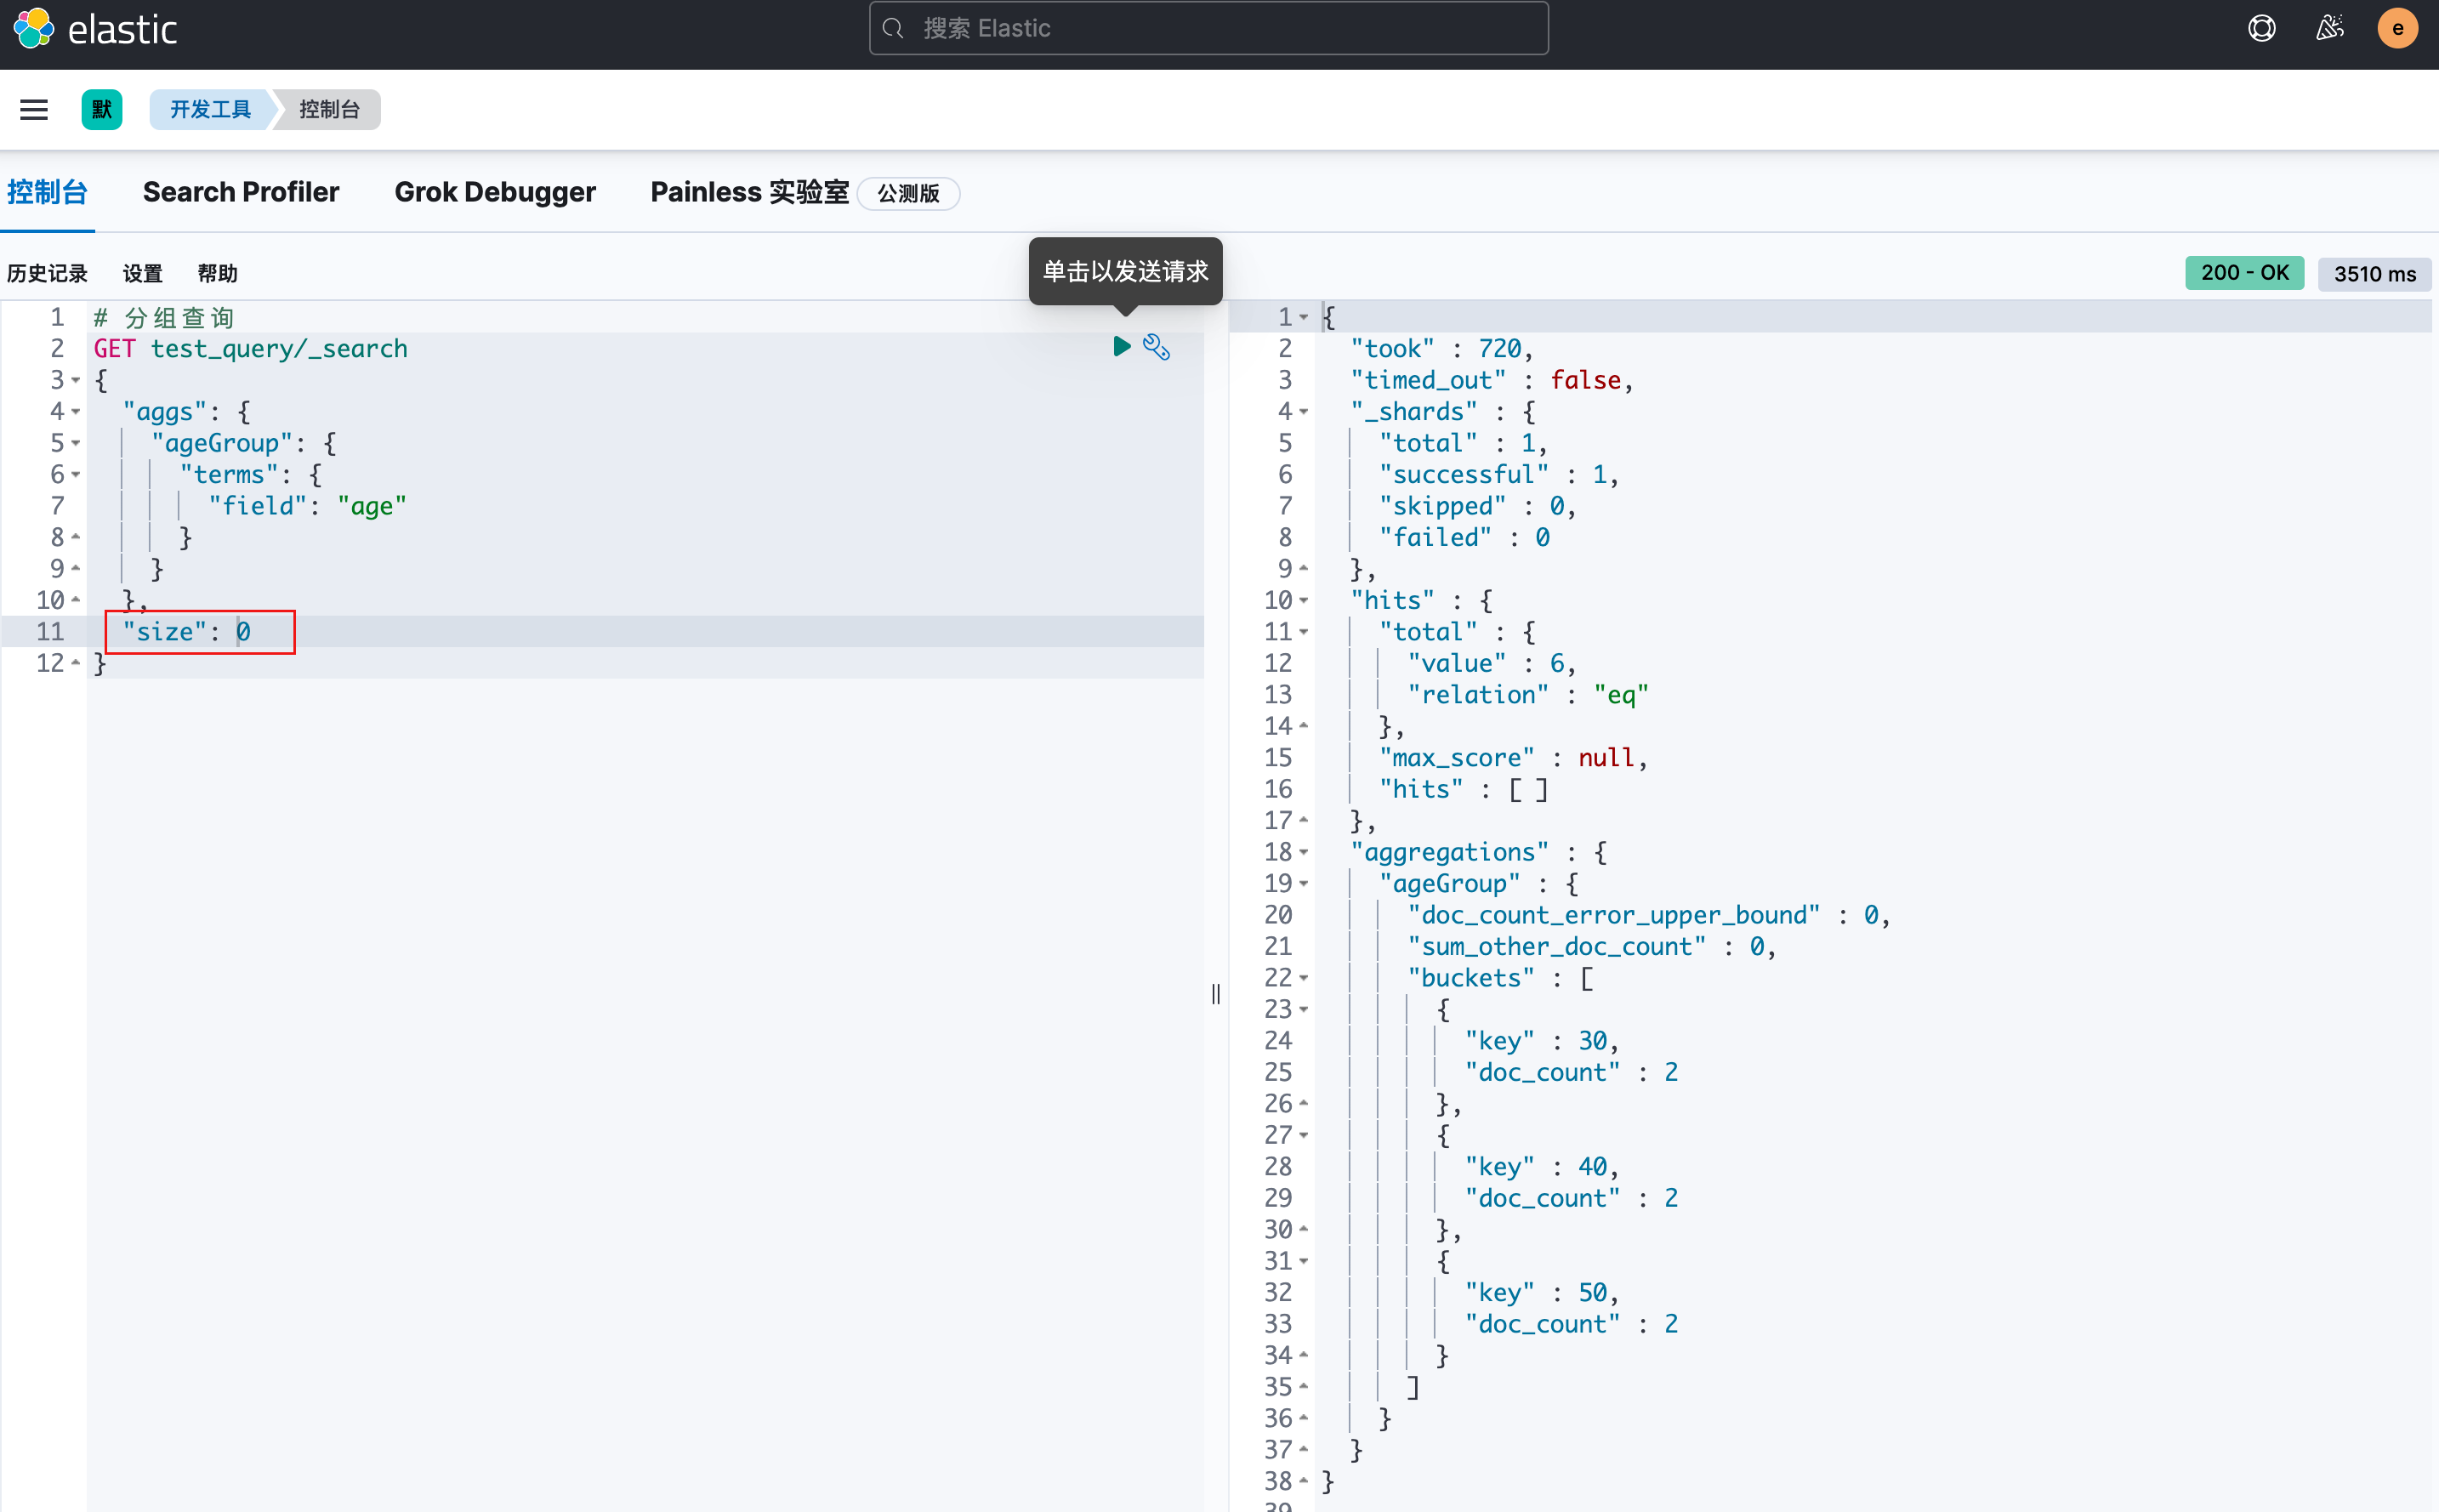 elastic
搜索 Elastic
e
默
开发工具
控制台
控制台
Search Profiler
Grok Debugger
Painless 实验室
公测版
单击以发送请求
历史记录
设置
帮助
200 - OK
3510 ms
1 # 分组查询
2 GET test_query/_search
3 {
4 "aggs": {
5 "ageGroup": {
6 "terms": {
7 "field": "age"
8 }
9 }
10 },
11 "size": 0
12 }
1 {
2 "took" : 720,
3 "timed_out" : false,
4 "_shards" : {
5 "total" : 1,
6 "successful" : 1,
7 "skipped" : 0,
8 "failed" : 0
9 },
10 "hits" : {
11 "total" : {
12 "value" : 6,
13 "relation" : "eq"
14 },
15 "max_score" : null,
16 "hits" : [ ]
17 },
18 "aggregations" : {
19 "ageGroup" : {
20 "doc_count_error_upper_bound" : 0,
21 "sum_other_doc_count" : 0,
22 "buckets" : [
23 {
24 "key" : 30,
25 "doc_count" : 2
26 },
27 {
28 "key" : 40,
29 "doc_count" : 2
30 },
31 {
32 "key" : 50,
33 "doc_count" : 2
34 }
35 ]
36 }
37 }
38 }
39